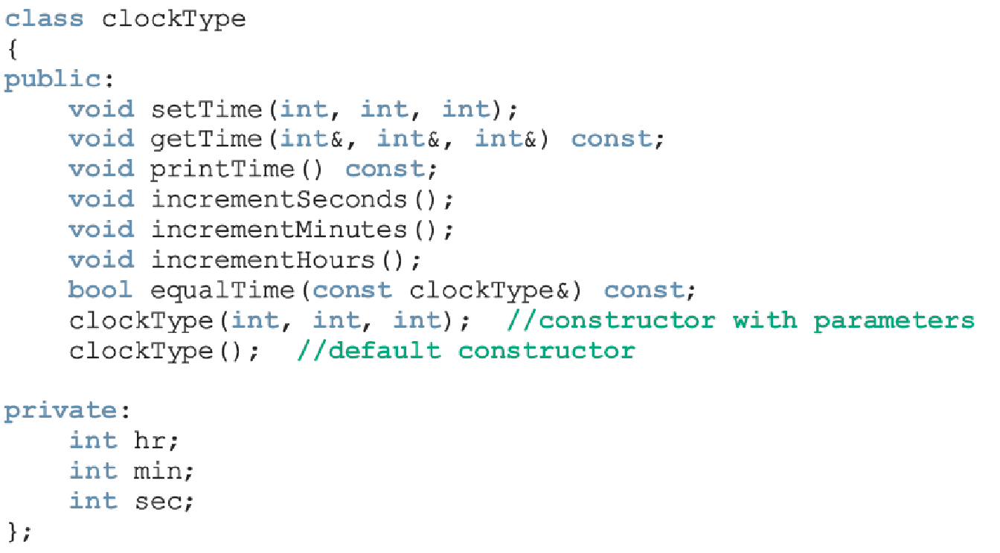 class clockType
{
public:
    void setTime(int, int, int);
    void getTime(int&, int&, int&) const;
    void printTime() const;
    void incrementSeconds();
    void incrementMinutes();
    void incrementHours();
    bool equalTime(const clockType&) const;
    clockType(int, int, int);  //constructor with parameters
    clockType();  //default constructor

private:
    int hr;
    int min;
    int sec;
};